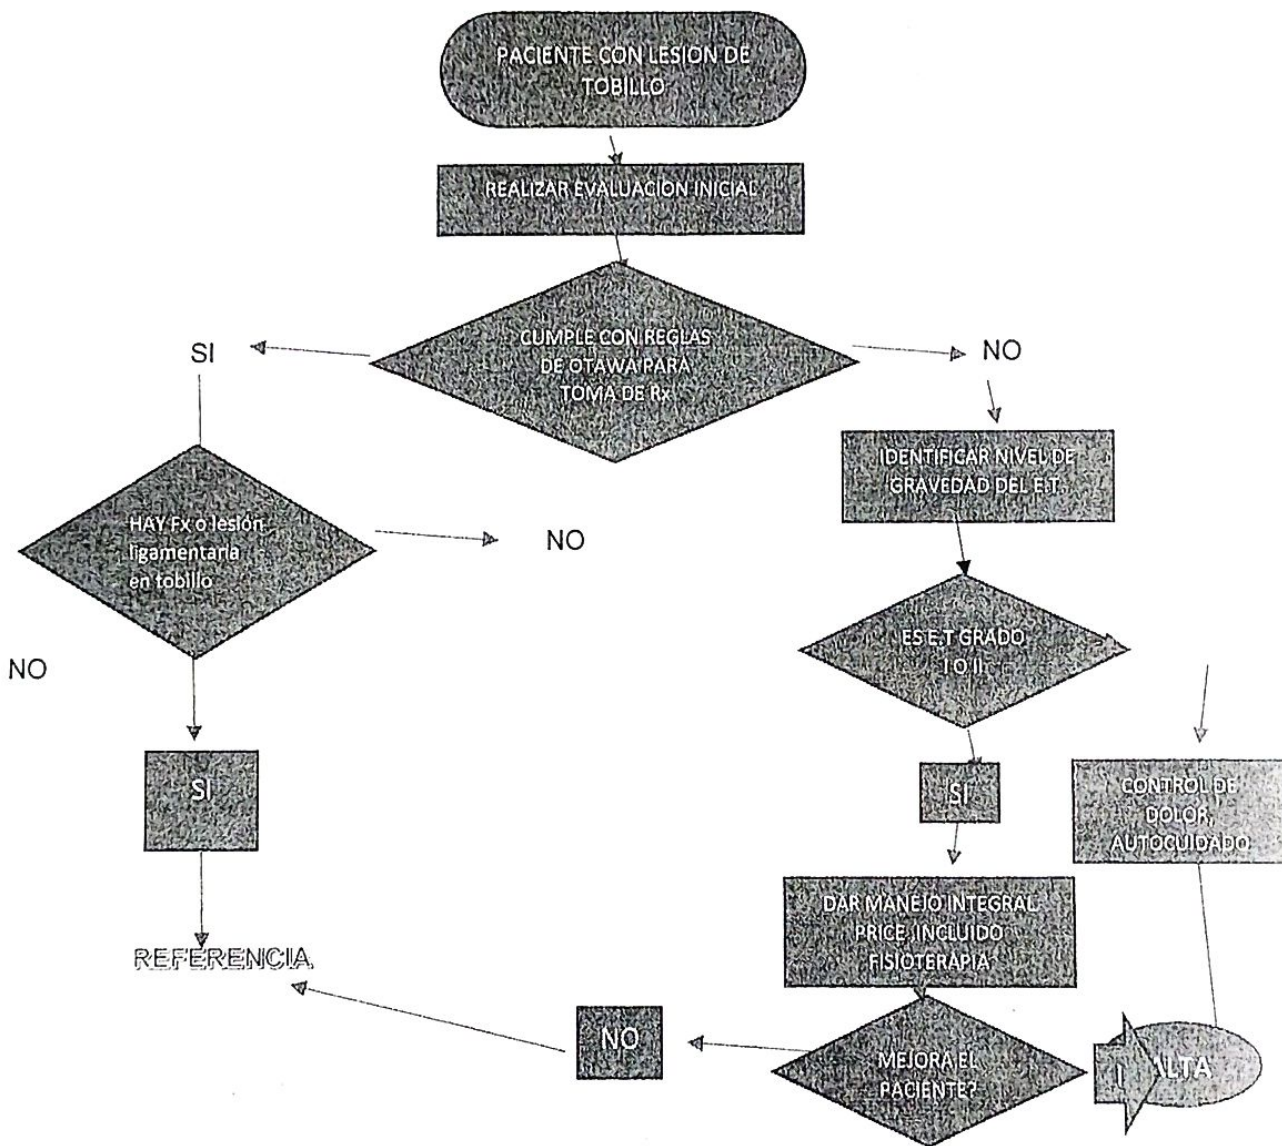 PACIENTE CON LESION DE
TOBILLO
REALIZAR EVALUACION INICIAL
CUMPLE CON REGLAS
DE OTAWA PARA
TOMA DE Rx
SI
NO
IDENTIFICAR NIVEL DE
GRAVEDAD DEL E.T.
HAY Fx o lesión
ligamentaria
en tobillo
NO
ES E.T GRADO
I O II
NO
SI
SI
CONTROL DE
DOLOR,
AUTOCUIDADO
DAR MANEJO INTEGRAL
PRICE, INCLUIDO
FISIOTERAPIA
REFERENCIA
NO
MEJORA EL
PACIENTE?
I
ALTA